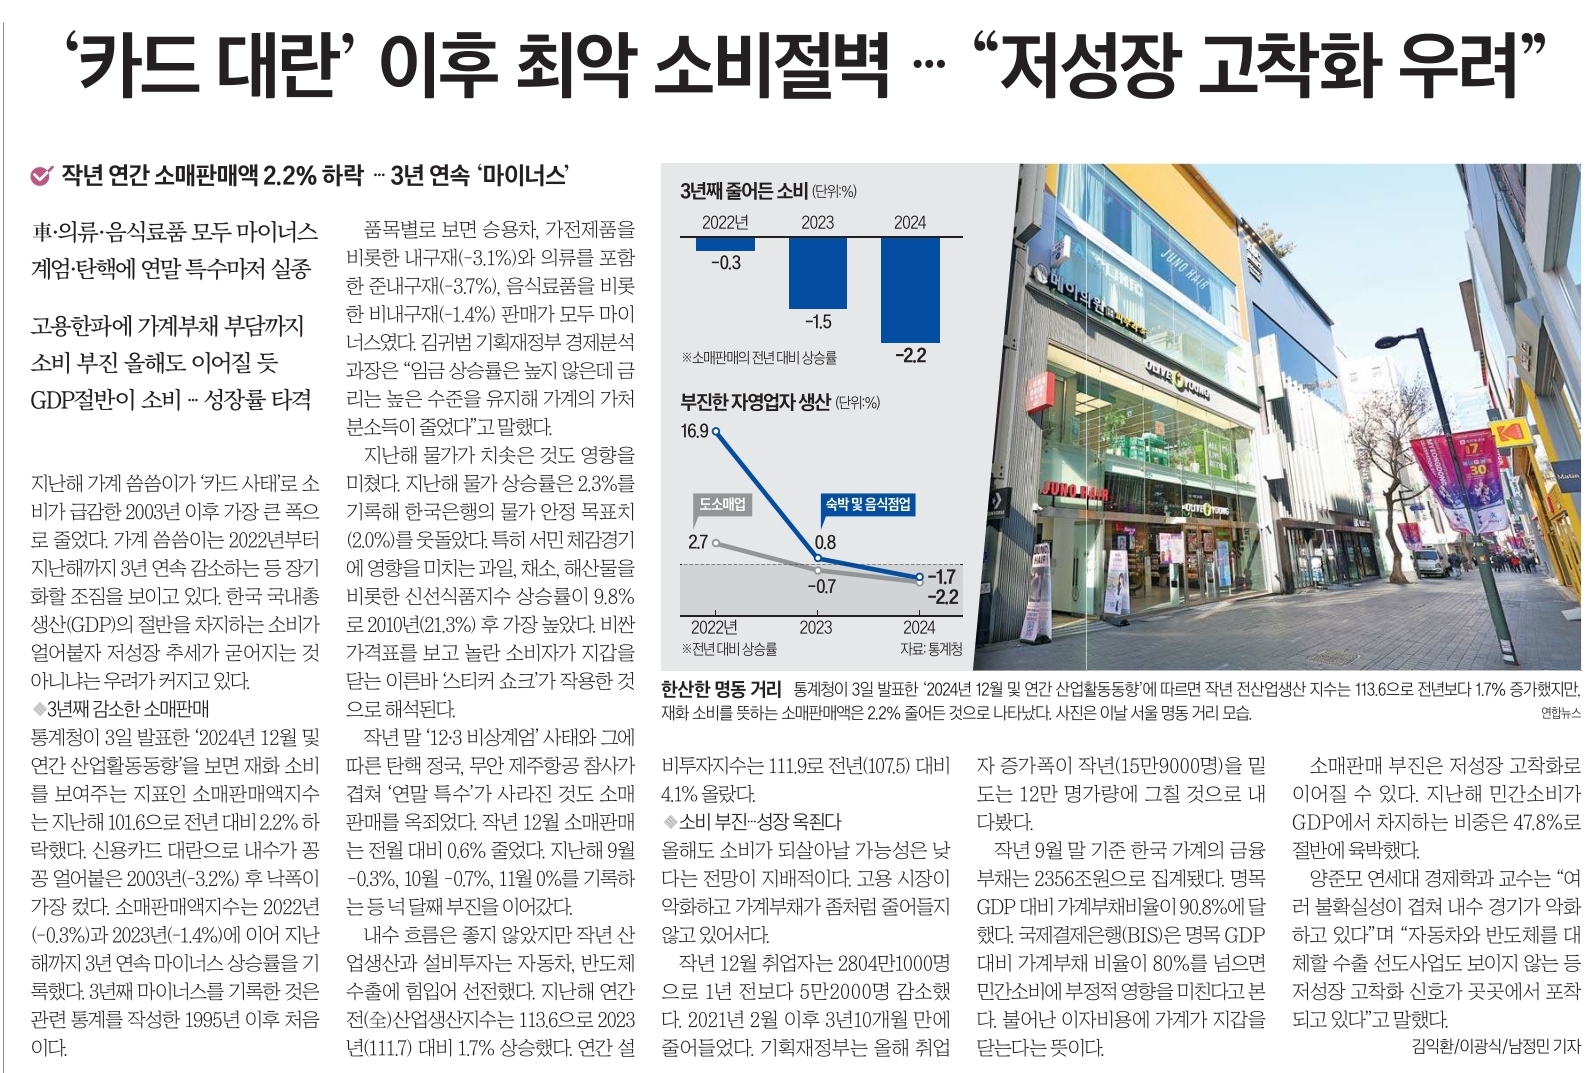 ‘카드 대란’ 이후 최악 소비절벽 … “저성장 고착화 우려”
작년 연간 소매판매액 2.2% 하락 … 3년 연속 ‘마이너스’
車·의류·음식료품 모두 마이너스
계엄·탄핵에 연말 특수마저 실종
고용한파에 가계부채 부담까지
소비 부진 올해도 이어질 듯
GDP절반이 소비 … 성장률 타격
지난해 가계 씀씀이가 ‘카드 사태’로 소
비가 급감한 2003년 이후 가장 큰 폭으
로 줄었다. 가계 씀씀이는 2022년부터
지난해까지 3년 연속 감소하는 등 장기
화할 조짐을 보이고 있다. 한국 국내총
생산(GDP)의 절반을 차지하는 소비가
얼어붙자 저성장 추세가 굳어지는 것
아니냐는 우려가 커지고 있다.
◈3년째 감소한 소매판매
통계청이 3일 발표한 ‘2024년 12월 및
연간 산업활동동향’을 보면 재화 소비
를 보여주는 지표인 소매판매액지수
는 지난해 101.6으로 전년 대비 2.2% 하
락했다. 신용카드 대란으로 내수가 꽁
꽁 얼어붙은 2003년(-3.2%) 후 낙폭이
가장 컸다. 소매판매액지수는 2022년
(-0.3%)과 2023년(-1.4%)에 이어 지난
해까지 3년 연속 마이너스 상승률을 기
록했다. 3년째 마이너스를 기록한 것은
관련 통계를 작성한 1995년 이후 처음
이다.
품목별로 보면 승용차, 가전제품을
비롯한 내구재(-3.1%)와 의류를 포함
한 준내구재(-3.7%), 음식료품을 비롯
한 비내구재(-1.4%) 판매가 모두 마이
너스였다. 김귀범 기획재정부 경제분석
과장은 “임금 상승률은 높지 않은데 금
리는 높은 수준을 유지해 가계의 가처
분소득이 줄었다”고 말했다.
지난해 물가가 치솟은 것도 영향을
미쳤다. 지난해 물가 상승률은 2.3%를
기록해 한국은행의 물가 안정 목표치
(2.0%)를 웃돌았다. 특히 서민 체감경기
에 영향을 미치는 과일, 채소, 해산물을
비롯한 신선식품지수 상승률이 9.8%
로 2010년(21.3%) 후 가장 높았다. 비싼
가격표를 보고 놀란 소비자가 지갑을
닫는 이른바 ‘스티커 쇼크’가 작용한 것
으로 해석된다.
작년 말 ‘12·3 비상계엄’ 사태와 그에
따른 탄핵 정국, 무안 제주항공 참사가
겹쳐 ‘연말 특수’가 사라진 것도 소매
판매를 옥죄었다. 작년 12월 소매판매
는 전월 대비 0.6% 줄었다. 지난해 9월
-0.3%, 10월 -0.7%, 11월 0%를 기록하
는 등 넉 달째 부진을 이어갔다.
내수 흐름은 좋지 않았지만 작년 산
업생산과 설비투자는 자동차, 반도체
수출에 힘입어 선전했다. 지난해 연간
전(全)산업생산지수는 113.6으로 2023
년(111.7) 대비 1.7% 상승했다. 연간 설
3년째 줄어든 소비 (단위:%)
2022년 2023 2024
-0.3
-1.5
-2.2
※소매판매의 전년 대비 상승률
부진한 자영업자 생산 (단위:%)
16.9
도소매업
숙박 및 음식점업
2.7
0.8
-0.7
-1.7
-2.2
2022년 2023 2024
※전년 대비 상승률
자료: 통계청
메이의원
JUNO HAIR
OLIVE YOUNG
JUNO HAIR
OLIVE YOUNG
JUNO HAIR
한산한 명동 거리 통계청이 3일 발표한 ‘2024년 12월 및 연간 산업활동동향’에 따르면 작년 전산업생산 지수는 113.6으로 전년보다 1.7% 증가했지만,
재화 소비를 뜻하는 소매판매액은 2.2% 줄어든 것으로 나타났다. 사진은 이날 서울 명동 거리 모습.
연합뉴스
비투자지수는 111.9로 전년(107.5) 대비
4.1% 올랐다.
◈소비 부진…성장 옥죈다
올해도 소비가 되살아날 가능성은 낮
다는 전망이 지배적이다. 고용 시장이
악화하고 가계부채가 좀처럼 줄어들지
않고 있어서다.
작년 12월 취업자는 2804만1000명
으로 1년 전보다 5만2000명 감소했
다. 2021년 2월 이후 3년10개월 만에
줄어들었다. 기획재정부는 올해 취업
자 증가폭이 작년(15만9000명)을 밑
도는 12만 명가량에 그칠 것으로 내
다봤다.
작년 9월 말 기준 한국 가계의 금융
부채는 2356조원으로 집계됐다. 명목
GDP 대비 가계부채비율이 90.8%에 달
했다. 국제결제은행(BIS)은 명목 GDP
대비 가계부채 비율이 80%를 넘으면
민간소비에 부정적 영향을 미친다고 본
다. 불어난 이자비용에 가계가 지갑을
닫는다는 뜻이다.
소매판매 부진은 저성장 고착화로
이어질 수 있다. 지난해 민간소비가
GDP에서 차지하는 비중은 47.8%로
절반에 육박했다.
양준모 연세대 경제학과 교수는 “여
러 불확실성이 겹쳐 내수 경기가 악화
하고 있다”며 “자동차와 반도체를 대
체할 수출 선도사업도 보이지 않는 등
저성장 고착화 신호가 곳곳에서 포착
되고 있다”고 말했다.
김익환/이광식/남정민 기자